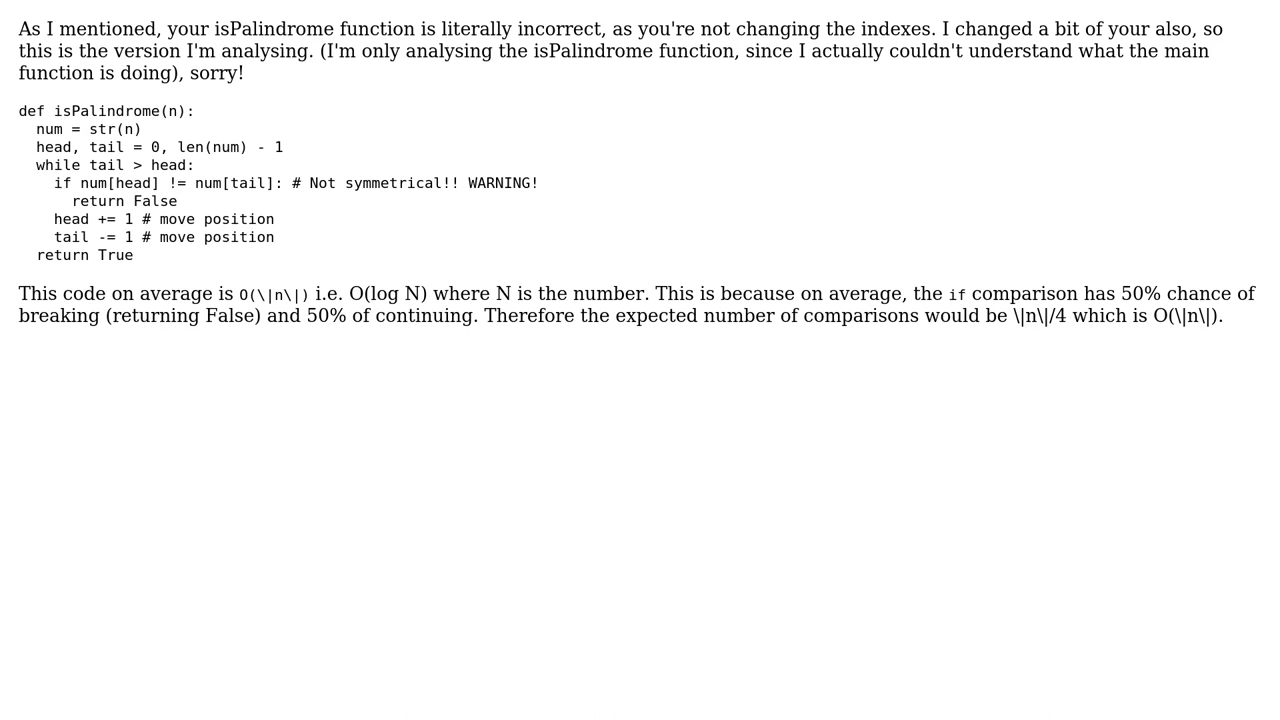 As I mentioned, your isPalindrome function is literally incorrect, as you're not changing the indexes. I changed a bit of your also, so
this is the version I'm analysing. (I'm only analysing the isPalindrome function, since I actually couldn't understand what the main
function is doing), sorry!
def isPalindrome(n):
  num = str(n)
  head, tail = 0, len(num) - 1
  while tail > head:
    if num[head] != num[tail]: # Not symmetrical!! WARNING!
      return False
    head += 1 # move position
    tail -= 1 # move position
  return True
This code on average is O(\|n\|) i.e. O(log N) where N is the number. This is because on average, the if comparison has 50% chance of
breaking (returning False) and 50% of continuing. Therefore the expected number of comparisons would be \|n\|/4 which is O(\|n\|).